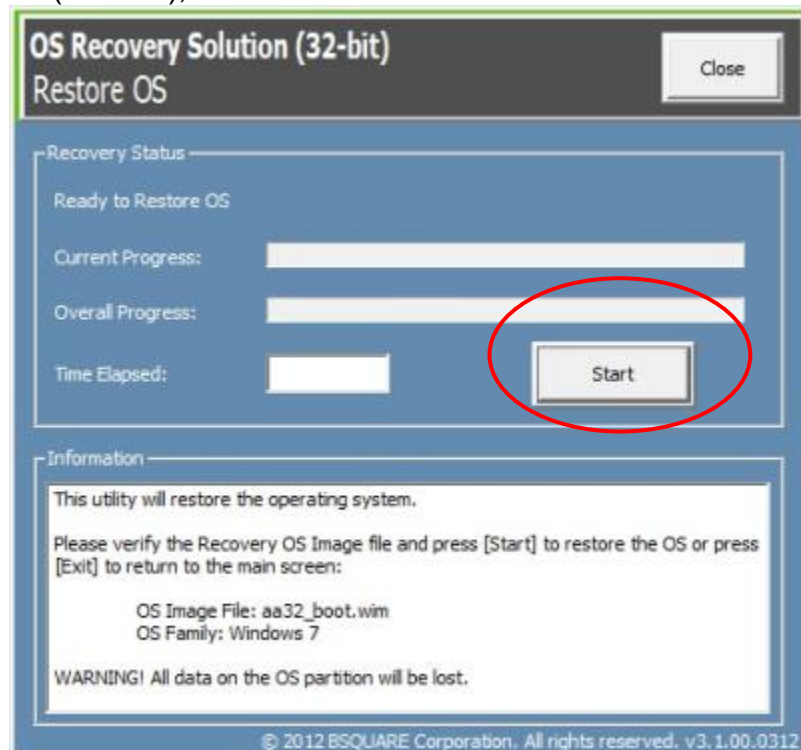 OS Recovery Solution (32-bit)
Restore OS
Close
Recovery Status
Ready to Restore OS
Current Progress:
Overall Progress:
Time Elapsed:
Start
Information
This utility will restore the operating system.
Please verify the Recovery OS Image file and press [Start] to restore the OS or press
[Exit] to return to the main screen:
OS Image File: aa32_boot.wim
OS Family: Windows 7
WARNING! All data on the OS partition will be lost.
© 2012 BSQUARE Corporation. All rights reserved. v3.1.00.0312